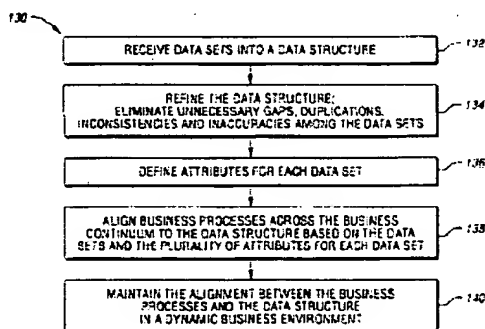 130
RECEIVE DATA SETS INTO A DATA STRUCTURE
132
REFINE THE DATA STRUCTURE;
ELIMINATE UNNECESSARY GAPS, DUPLICATIONS,
INCONSISTENCIES AND INACCURACIES AMONG THE DATA SETS
134
DEFINE ATTRIBUTES FOR EACH DATA SET
136
ALIGN BUSINESS PROCESSES ACROSS THE BUSINESS
CONTINUUM TO THE DATA STRUCTURE BASED ON THE DATA
SETS AND THE PLURALITY OF ATTRIBUTES FOR EACH DATA SET
138
MAINTAIN THE ALIGNMENT BETWEEN THE BUSINESS
PROCESSES AND THE DATA STRUCTURE
IN A DYNAMIC BUSINESS ENVIRONMENT
140